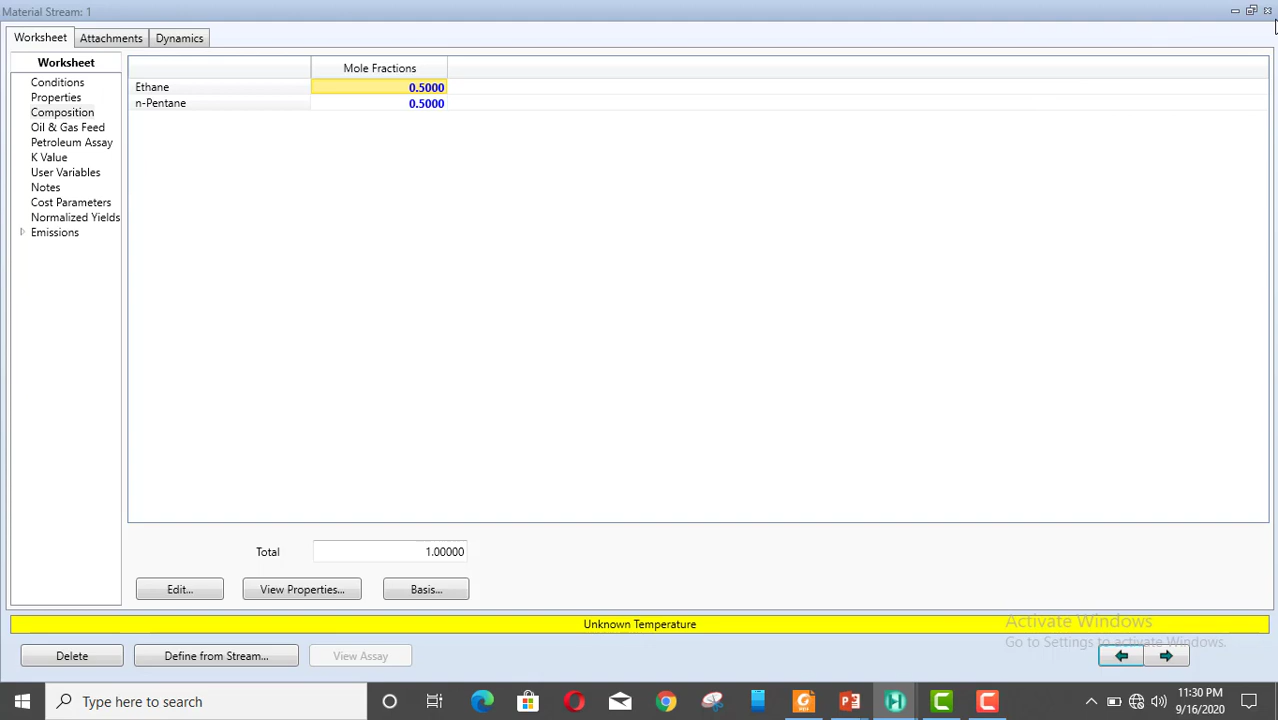 Material Stream: 1
Worksheet Attachments Dynamics
Worksheet
Conditions
Properties
Composition
Oil & Gas Feed
Petroleum Assay
K Value
User Variables
Notes
Cost Parameters
Normalized Yields
Emissions
Mole Fractions
Ethane 0.5000
n-Pentane 0.5000
Total 1.00000
Edit... View Properties... Basis...
Unknown Temperature
Activate Windows
Go to Settings to activate Windows.
Delete Define from Stream... View Assay
Type here to search
11:30 PM
9/16/2020